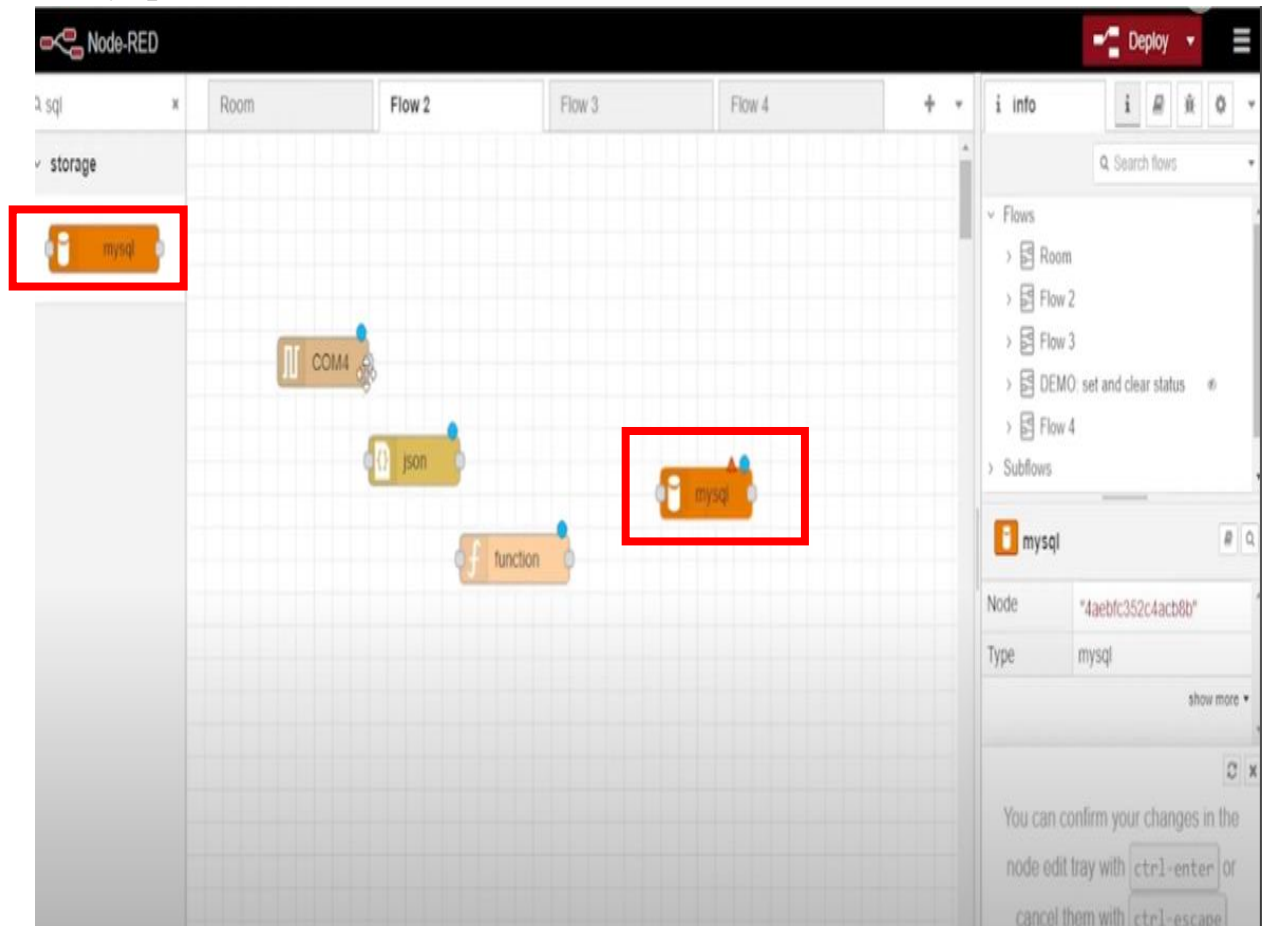 Node-RED
Deploy
sql x
Room
Flow 2
Flow 3
Flow 4
+
i info
i
storage
Search flows
mysql
Flows
Room
Flow 2
Flow 3
DEMO: set and clear status
Flow 4
Subflows
COM4
json
mysql
function
mysql
Node "4aebfc352c4acb8b"
Type mysql
show more
x
You can confirm your changes in the
node edit tray with ctrl-enter or
cancel them with ctrl-escape